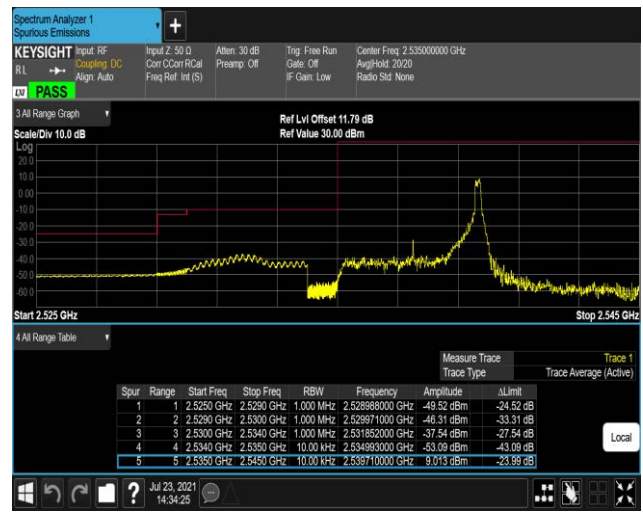 Spectrum Analyzer 1
Spurious Emissions
+
KEYSIGHT Input: RF Input Z: 50 Ω Atten: 30 dB Trig: Free Run Center Freq: 2.535000000 GHz
R L Coupling: DC Corr CCorr RCal Preamp: Off Gate: Off Avg|Hold: 20/20
Align: Auto Freq Ref: Int (S) IF Gain: Low Radio Std: None
LXI PASS
3 All Range Graph
Ref Lvl Offset 11.79 dB
Scale/Div 10.0 dB Ref Value 30.00 dBm
Log
20.0
10.0
0.00
-10.0
-20.0
-30.0
-40.0
-50.0
-60.0
Start 2.525 GHz Stop 2.545 GHz
4 All Range Table
Measure Trace Trace 1
Trace Type Trace Average (Active)
Spur Range Start Freq Stop Freq RBW Frequency Amplitude ΔLimit
1 1 2.5250 GHz 2.5290 GHz 1.000 MHz 2.528988000 GHz -49.52 dBm -24.52 dB
2 2 2.5290 GHz 2.5300 GHz 1.000 MHz 2.529971000 GHz -46.31 dBm -33.31 dB
3 3 2.5300 GHz 2.5340 GHz 1.000 MHz 2.531852000 GHz -37.54 dBm -27.54 dB
4 4 2.5340 GHz 2.5350 GHz 10.00 kHz 2.534993000 GHz -53.09 dBm -43.09 dB
5 5 2.5350 GHz 2.5450 GHz 10.00 kHz 2.539710000 GHz 9.013 dBm -23.99 dB
Local
? Jul 23, 2021
14:34:25